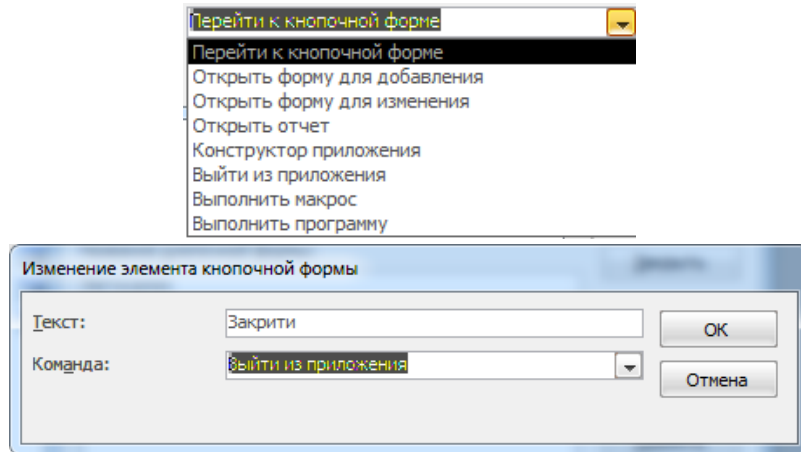 Перейти к кнопочной форме
Перейти к кнопочной форме
Открыть форму для добавления
Открыть форму для изменения
Открыть отчет
Конструктор приложения
Выйти из приложения
Выполнить макрос
Выполнить программу
Изменение элемента кнопочной формы
Текст: Закрити ОК
Команда: Выйти из приложения
Отмена